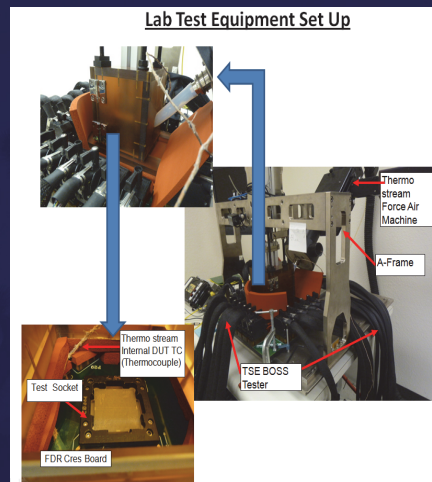 Lab Test Equipment Set Up
Thermo
stream
Force Air
Machine
A-Frame
Thermo stream
Internal DUT TC
(Thermocouple)
Test Socket
TSE BOSS
Tester
FDR Cres Board